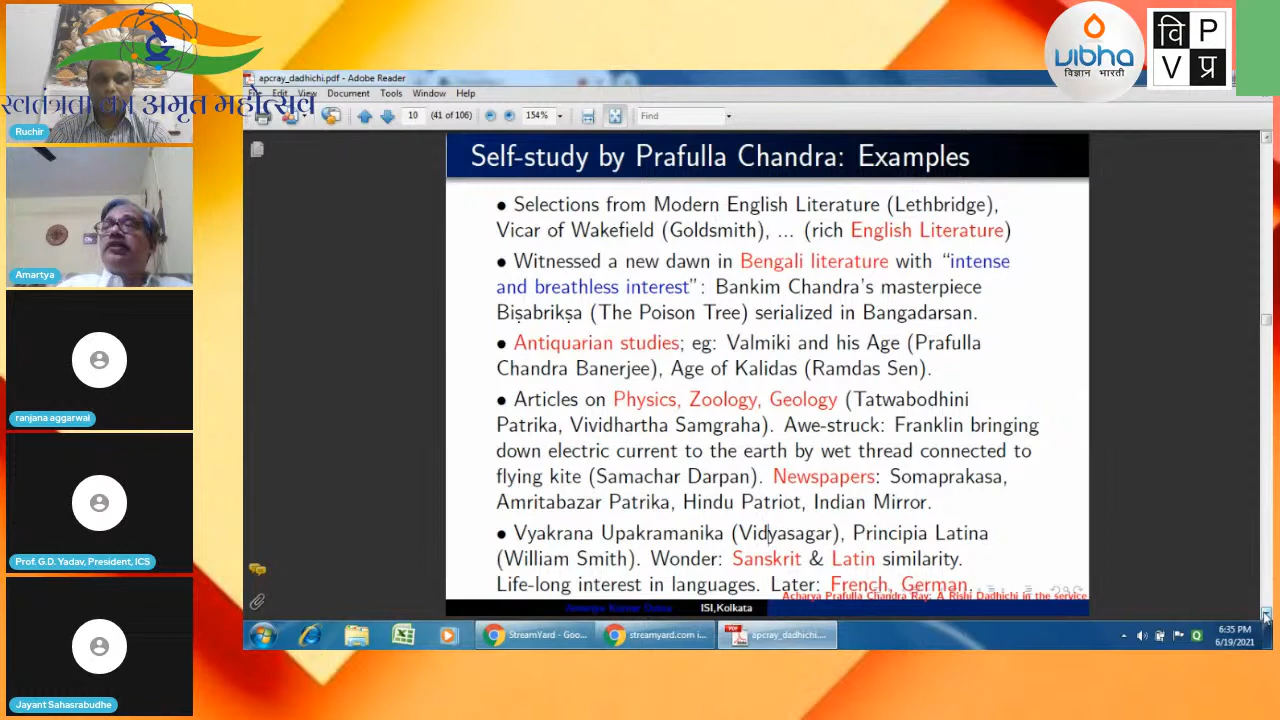 स्वतंत्रता का अमृत महोत्सव
vibha
विज्ञान भारती
वि P
V प्र
Ruchir
Amartya
ranjana aggarwal
Prof. G.D. Yadav, President, ICS
Jayant Sahasrabudhe
apcray_dadhichi.pdf - Adobe Reader
File Edit View Document Tools Window Help
10 (41 of 106) 154% Find
Self-study by Prafulla Chandra: Examples
• Selections from Modern English Literature (Lethbridge),
Vicar of Wakefield (Goldsmith), ... (rich English Literature)
• Witnessed a new dawn in Bengali literature with “intense
and breathless interest”: Bankim Chandra's masterpiece
Biṣabrikṣa (The Poison Tree) serialized in Bangadarsan.
• Antiquarian studies; eg: Valmiki and his Age (Prafulla
Chandra Banerjee), Age of Kalidas (Ramdas Sen).
• Articles on Physics, Zoology, Geology (Tatwabodhini
Patrika, Vividhartha Samgraha). Awe-struck: Franklin bringing
down electric current to the earth by wet thread connected to
flying kite (Samachar Darpan). Newspapers: Somaprakasa,
Amritabazar Patrika, Hindu Patriot, Indian Mirror.
• Vyakrana Upakramanika (Vidyasagar), Principia Latina
(William Smith). Wonder: Sanskrit & Latin similarity.
Life-long interest in languages. Later: French, German.
Acharya Prafulla Chandra Ray: A Rishi Dadhichi in the service
Amartya Kumar Dutta ISI,Kolkata
StreamYard - Goo... streamyard.com i... apcray_dadhichi....
6:35 PM
6/19/2021